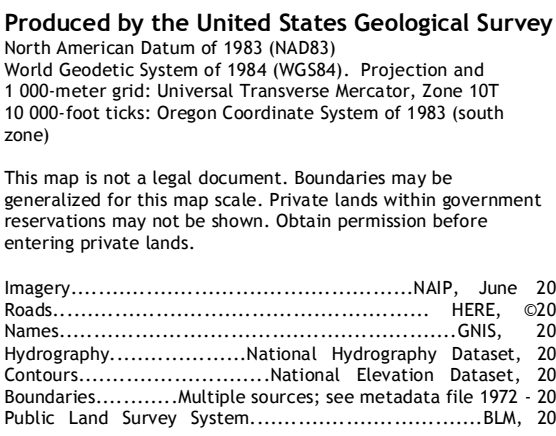 Produced by the United States Geological Survey
North American Datum of 1983 (NAD83)
World Geodetic System of 1984 (WGS84).  Projection and
1 000-meter grid: Universal Transverse Mercator, Zone 10T
10 000-foot ticks: Oregon Coordinate System of 1983 (south
zone)
This map is not a legal document. Boundaries may be
generalized for this map scale. Private lands within government
reservations may not be shown. Obtain permission before
entering private lands.
Imagery.................................................NAIP, June 20
Roads..................................................... HERE, ©20
Names........................................................GNIS, 20
Hydrography....................National Hydrography Dataset, 20
Contours............................National Elevation Dataset, 20
Boundaries............Multiple sources; see metadata file 1972 - 20
Public Land Survey System..................................BLM, 20